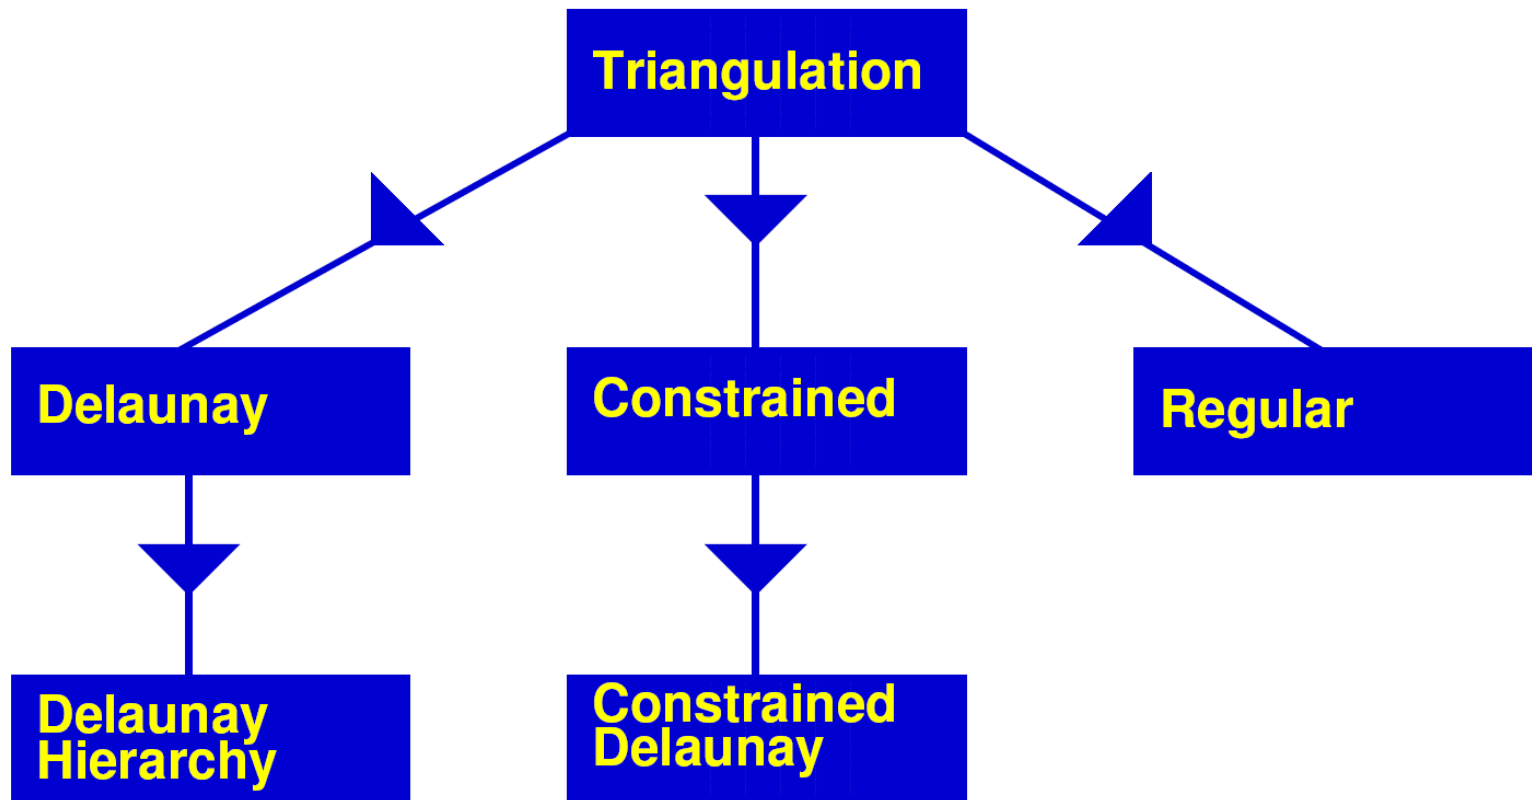 Triangulation
Delaunay
Constrained
Regular
Delaunay
Hierarchy
Constrained
Delaunay